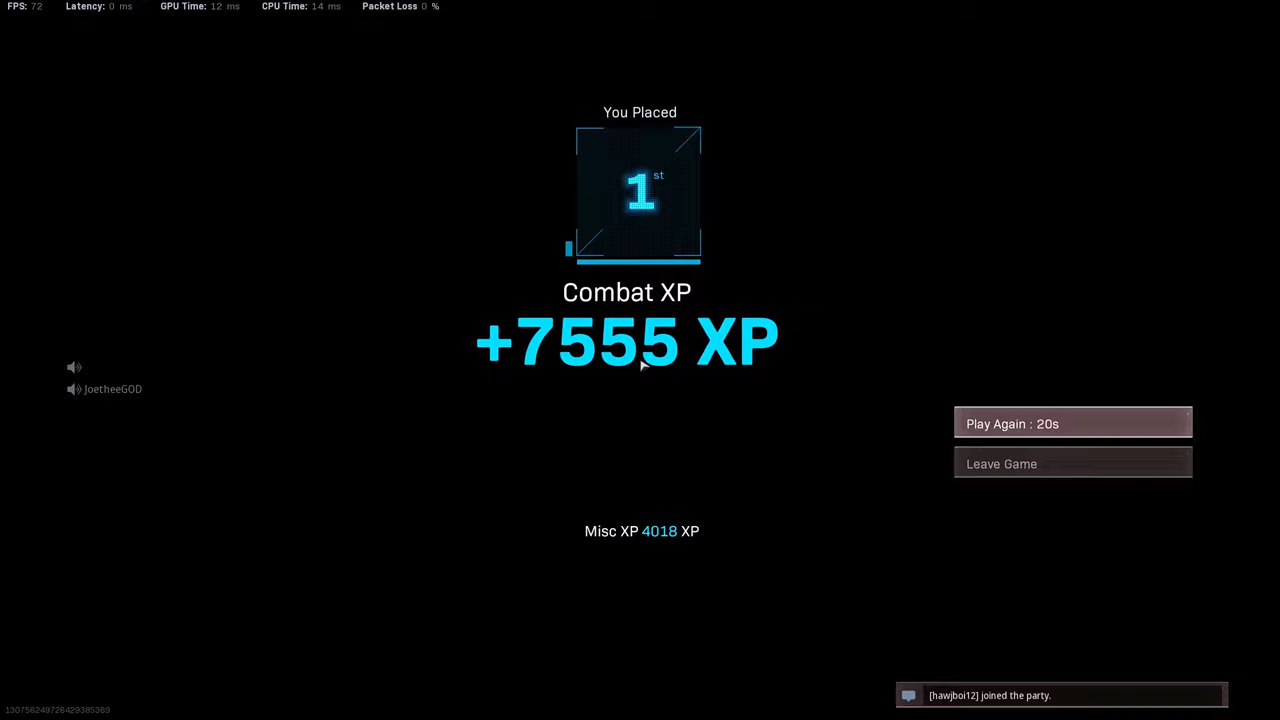 FPS: 72 Latency: 0 ms GPU Time: 12 ms CPU Time: 14 ms Packet Loss 0 %
You Placed
1st
Combat XP
+7555 XP
JoetheeGOD
Play Again : 20s
Leave Game
Misc XP 4018 XP
[hawjboi12] joined the party.
130756249726429385369